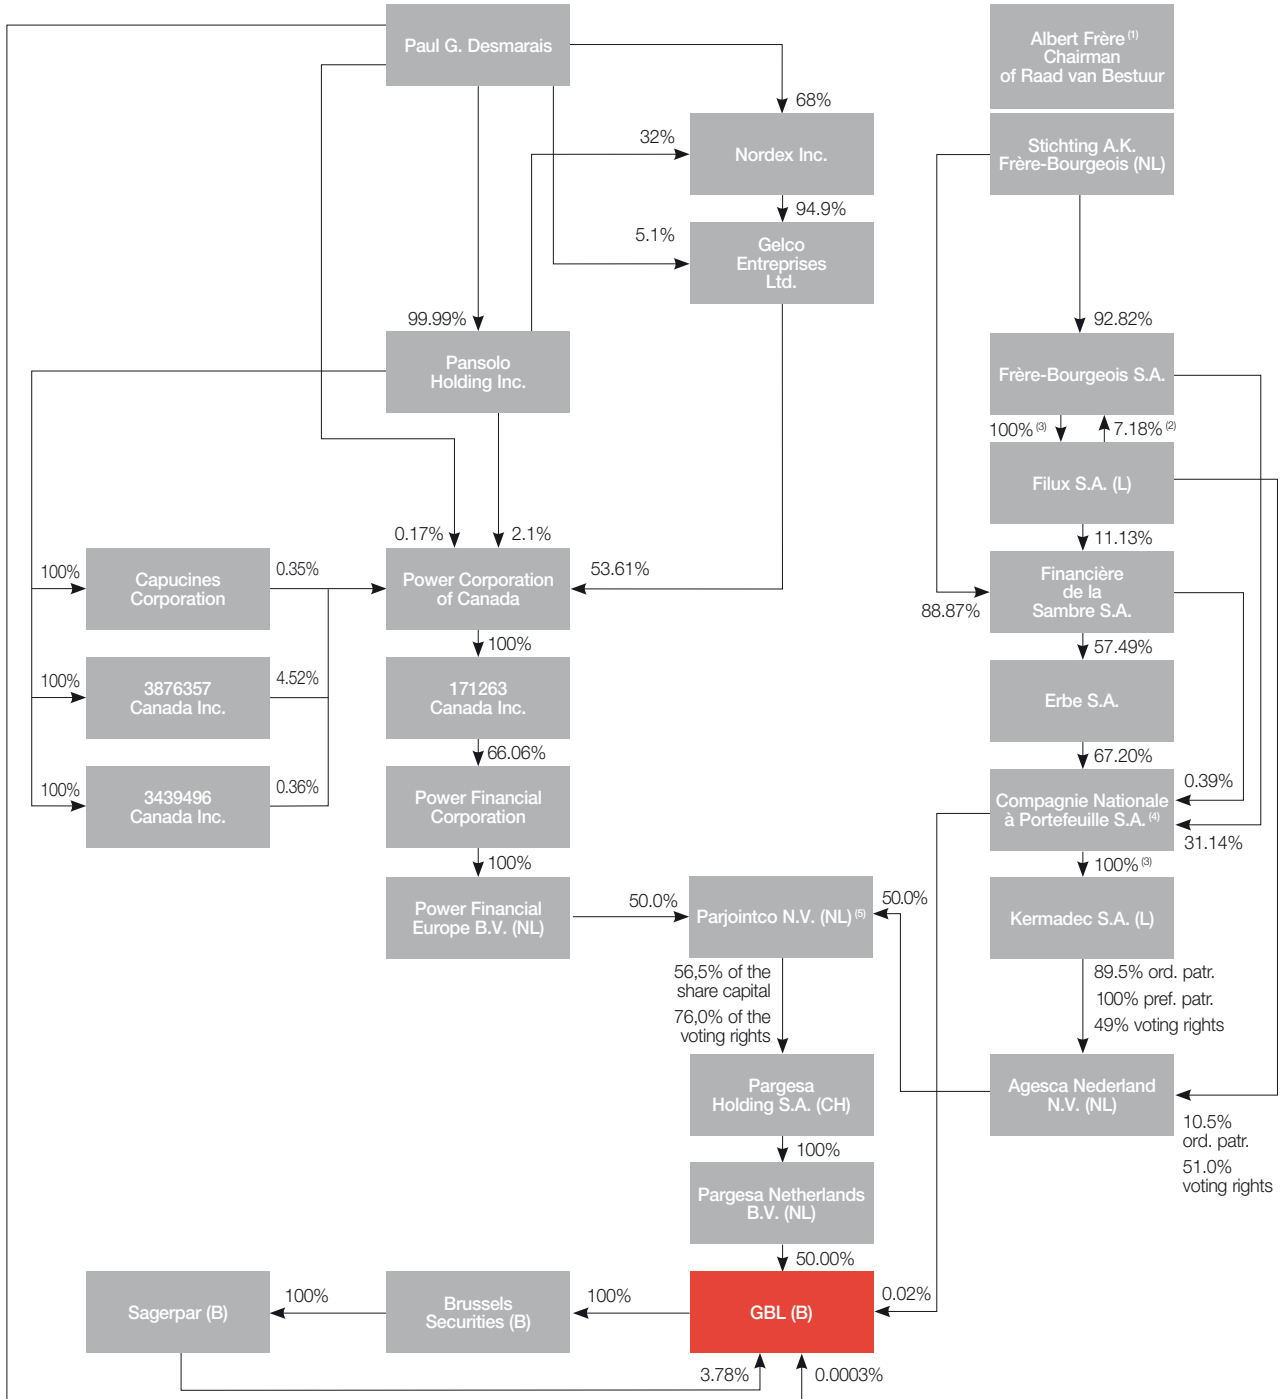 Paul G. Desmarais
Albert Frère (1)
Chairman
of Raad van Bestuur
68%
32%
Nordex Inc.
Stichting A.K.
Frère-Bourgeois (NL)
94.9%
5.1%
Gelco
Entreprises
Ltd.
99.99%
92.82%
Pansolo
Holding Inc.
Frère-Bourgeois S.A.
100% (3)
7.18% (2)
Filux S.A. (L)
0.17%
2.1%
11.13%
100%
Capucines
Corporation
0.35%
Power Corporation
of Canada
53.61%
Financière
de la
Sambre S.A.
88.87%
100%
57.49%
100%
3876357
Canada Inc.
4.52%
171263
Canada Inc.
Erbe S.A.
66.06%
67.20%
100%
3439496
Canada Inc.
0.36%
Power Financial
Corporation
Compagnie Nationale
à Portefeuille S.A. (4)
0.39%
31.14%
100%
100% (3)
Power Financial
Europe B.V. (NL)
50.0%
Parjointco N.V. (NL) (5)
50.0%
Kermadec S.A. (L)
56,5% of the
share capital
76,0% of the
voting rights
89.5% ord. patr.
100% pref. patr.
49% voting rights
Pargesa
Holding S.A. (CH)
Agesca Nederland
N.V. (NL)
10.5%
ord. patr.
51.0%
voting rights
100%
Pargesa Netherlands
B.V. (NL)
50.00%
Sagerpar (B)
100%
Brussels
Securities (B)
100%
GBL (B)
0.02%
3.78%
0.0003%